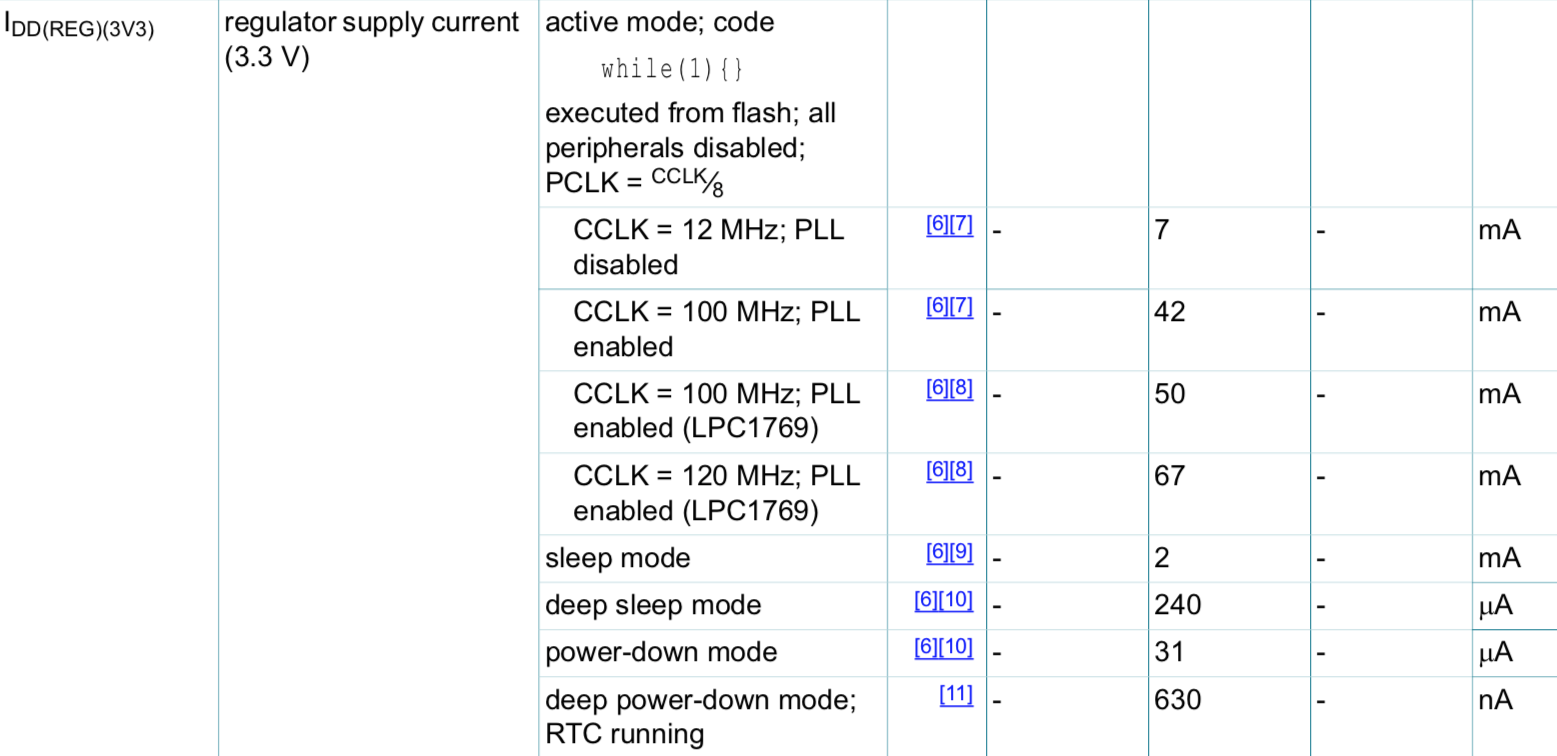 IDD(REG)(3V3) regulator supply current active mode; code
(3.3 V)
while(1){}
executed from flash; all
peripherals disabled;
PCLK = CCLK⁄8
CCLK = 12 MHz; PLL [6][7] - 7 - mA
disabled
CCLK = 100 MHz; PLL [6][7] - 42 - mA
enabled
CCLK = 100 MHz; PLL [6][8] - 50 - mA
enabled (LPC1769)
CCLK = 120 MHz; PLL [6][8] - 67 - mA
enabled (LPC1769)
sleep mode [6][9] - 2 - mA
deep sleep mode [6][10] - 240 - μA
power-down mode [6][10] - 31 - μA
deep power-down mode; [11] - 630 - nA
RTC running